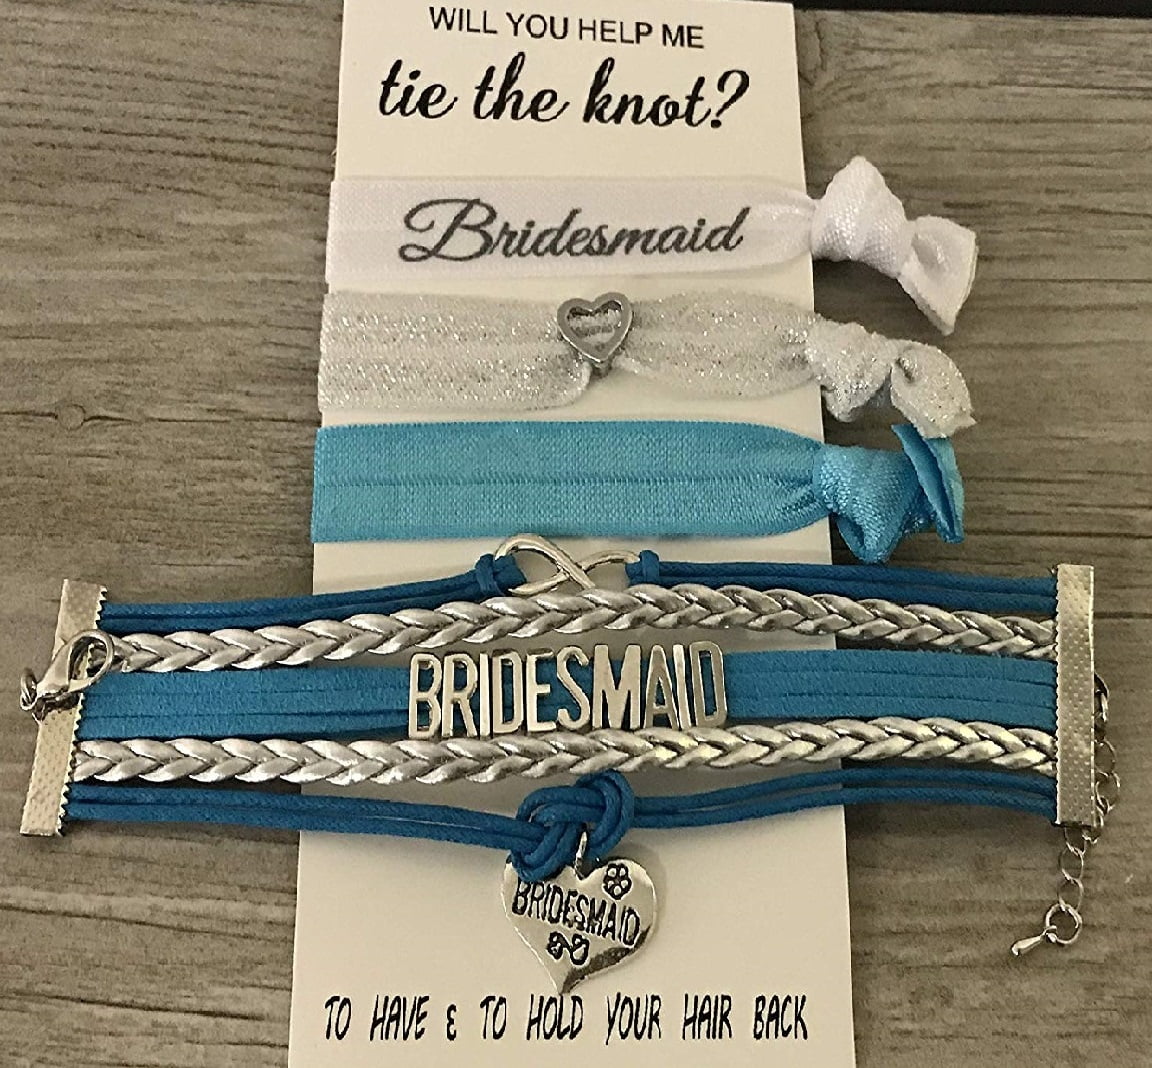 WILL YOU HELP ME
tie the knot?
Bridesmaid
BRIDESMAID
BRIDESMAID
TO HAVE & TO HOLD YOUR HAIR BACK